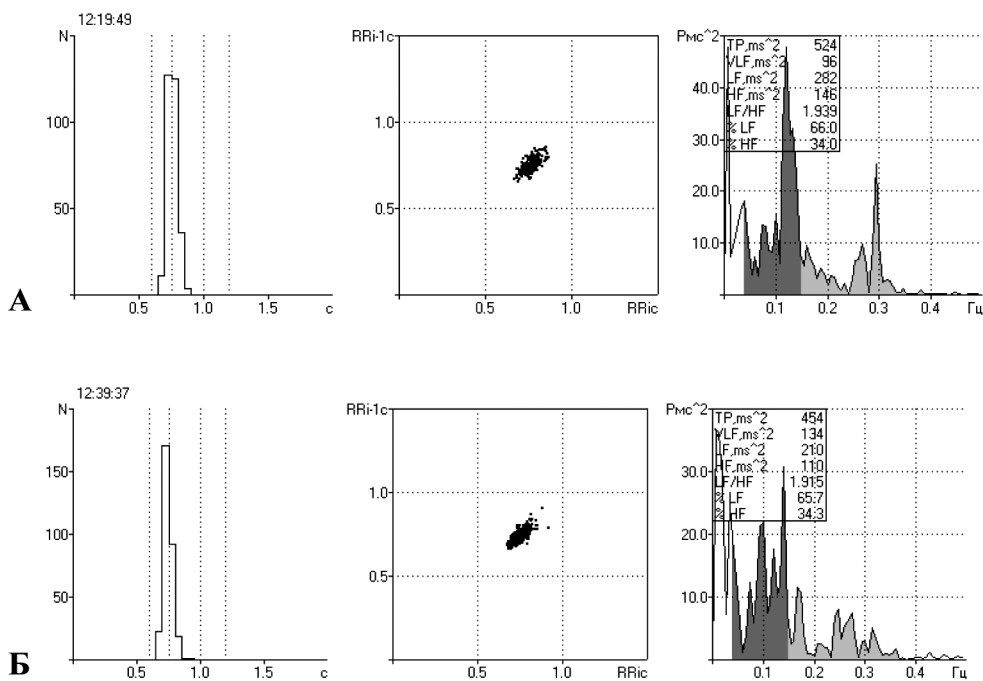 12:19:49
N
100
50
0.5 1.0 1.5 с
RRi-1с
1.0
0.5
0.5 1.0 RRiс
Рмс^2
40.0
30.0
20.0
10.0
0.1 0.2 0.3 0.4 Гц
TP,ms^2 524
VLF,ms^2 96
LF,ms^2 282
HF,ms^2 146
LF/HF 1.939
% LF 66.0
% HF 34.0
А
12:39:37
N
150
100
50
0.5 1.0 1.5 с
RRi-1с
1.0
0.5
0.5 1.0 RRiс
Рмс^2
30.0
20.0
10.0
0.1 0.2 0.3 0.4 Гц
TP,ms^2 454
VLF,ms^2 134
LF,ms^2 210
HF,ms^2 110
LF/HF 1.915
% LF 65.7
% HF 34.3
Б